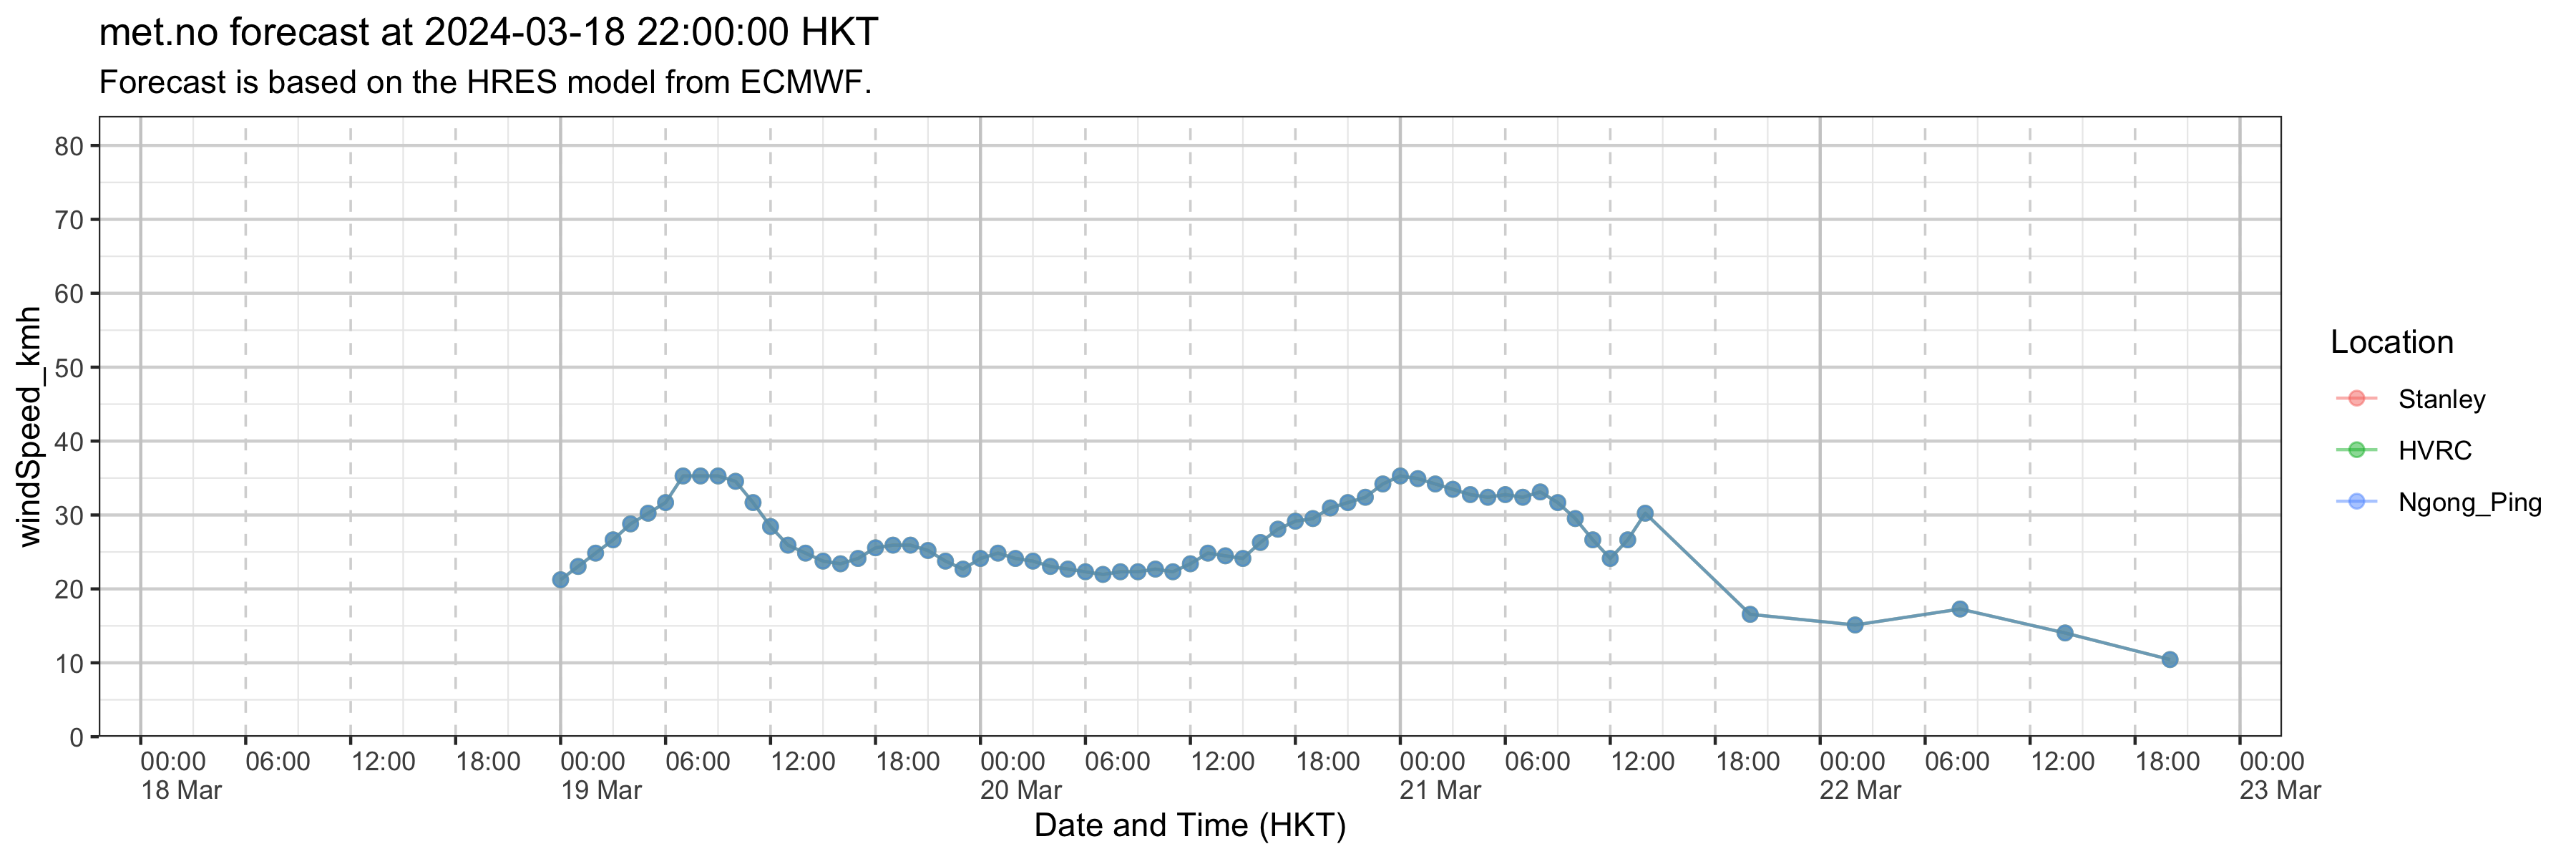 met.no forecast at 2024-03-18 22:00:00 HKT
Forecast is based on the HRES model from ECMWF.
windSpeed_kmh
80
70
60
50
40
30
20
10
0
00:00 06:00 12:00 18:00 00:00 06:00 12:00 18:00 00:00 06:00 12:00 18:00 00:00 06:00 12:00 18:00 00:00 06:00 12:00 18:00 00:00
18 Mar 19 Mar 20 Mar 21 Mar 22 Mar 23 Mar
Date and Time (HKT)
Location
Stanley
HVRC
Ngong_Ping